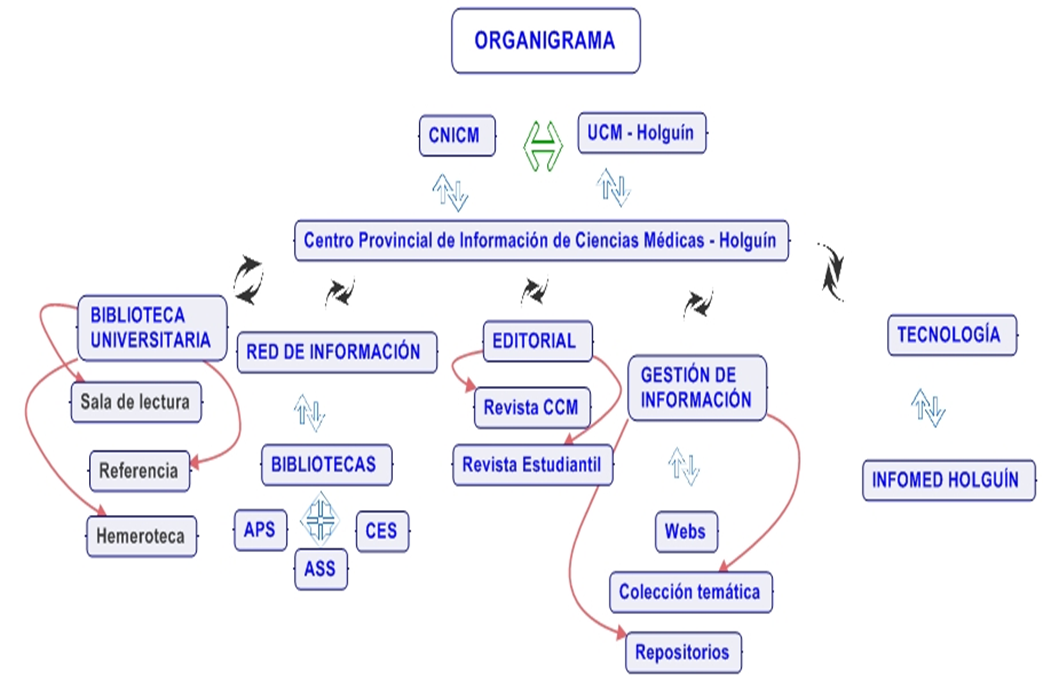 ORGANIGRAMA
CNICM
UCM - Holguín
Centro Provincial de Información de Ciencias Médicas - Holguín
BIBLIOTECA
UNIVERSITARIA
Sala de lectura
Referencia
Hemeroteca
RED DE INFORMACIÓN
BIBLIOTECAS
APS
CES
ASS
EDITORIAL
Revista CCM
Revista Estudiantil
GESTIÓN DE
INFORMACIÓN
Webs
Colección temática
Repositorios
TECNOLOGÍA
INFOMED HOLGUÍN